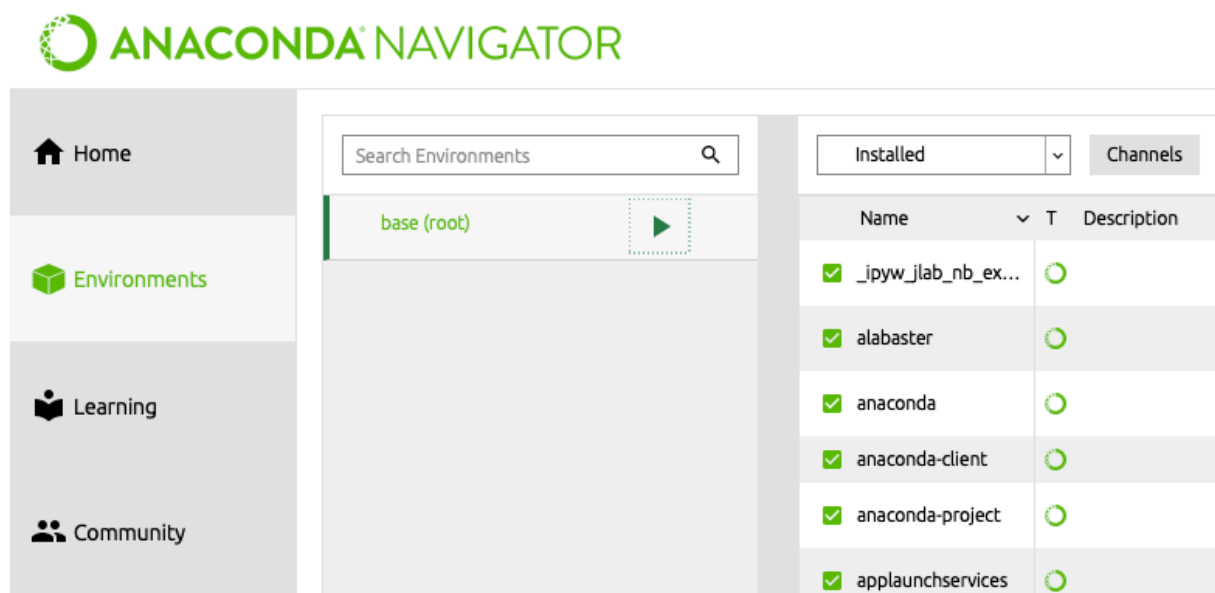 ANACONDA NAVIGATOR
Home
Environments
Learning
Community
Search Environments
base (root)
Installed
Channels
Name T Description
_ipyw_jlab_nb_ex...
alabaster
anaconda
anaconda-client
anaconda-project
applaunchservices